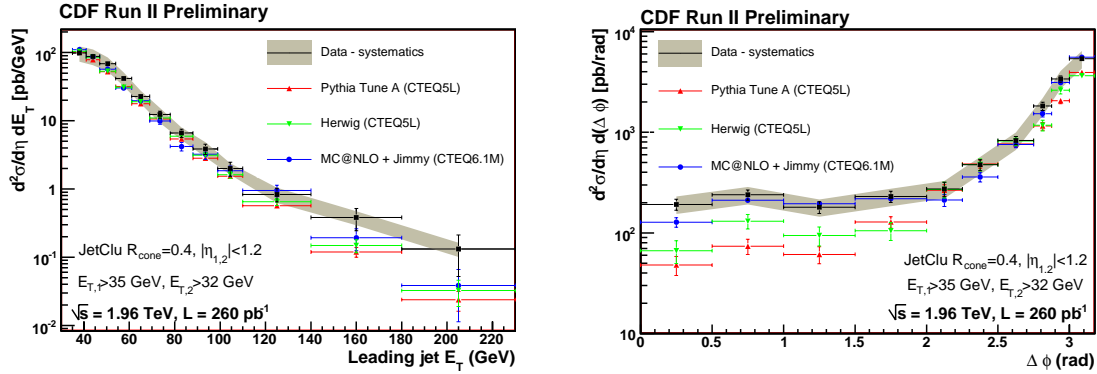 CDF Run II Preliminary
d²σ/dη dE_T [pb/GeV]
10²
10
1
10⁻¹
10⁻²
Data - systematics
Pythia Tune A (CTEQ5L)
Herwig (CTEQ5L)
MC@NLO + Jimmy (CTEQ6.1M)
JetClu R_cone=0.4, |η_1,2|<1.2
E_T,1>35 GeV, E_T,2>32 GeV
√s = 1.96 TeV, L = 260 pb⁻¹
40 60 80 100 120 140 160 180 200 220
Leading jet E_T (GeV)
CDF Run II Preliminary
d²σ/dη d(Δ ϕ) [pb/rad]
10⁴
10³
10²
10
Data - systematics
Pythia Tune A (CTEQ5L)
Herwig (CTEQ5L)
MC@NLO + Jimmy (CTEQ6.1M)
JetClu R_cone=0.4, |η_1,2|<1.2
E_T,1>35 GeV, E_T,2>32 GeV
√s = 1.96 TeV, L = 260 pb⁻¹
0 0.5 1 1.5 2 2.5 3
Δ ϕ (rad)